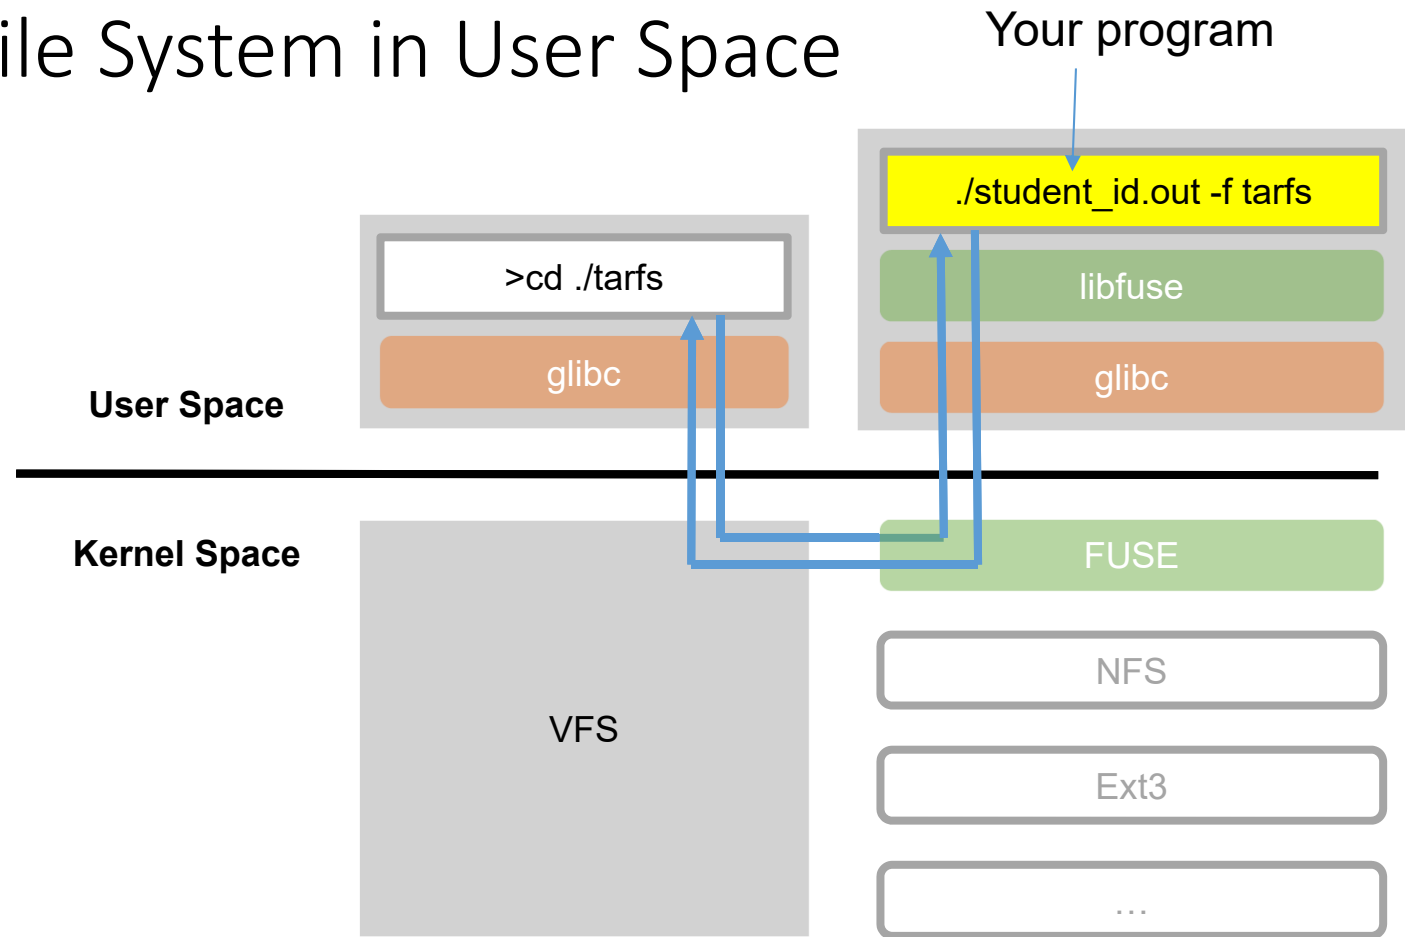 ile System in User Space
Your program
./student_id.out -f tarfs
>cd ./tarfs
libfuse
glibc
glibc
User Space
Kernel Space
FUSE
NFS
VFS
Ext3
...